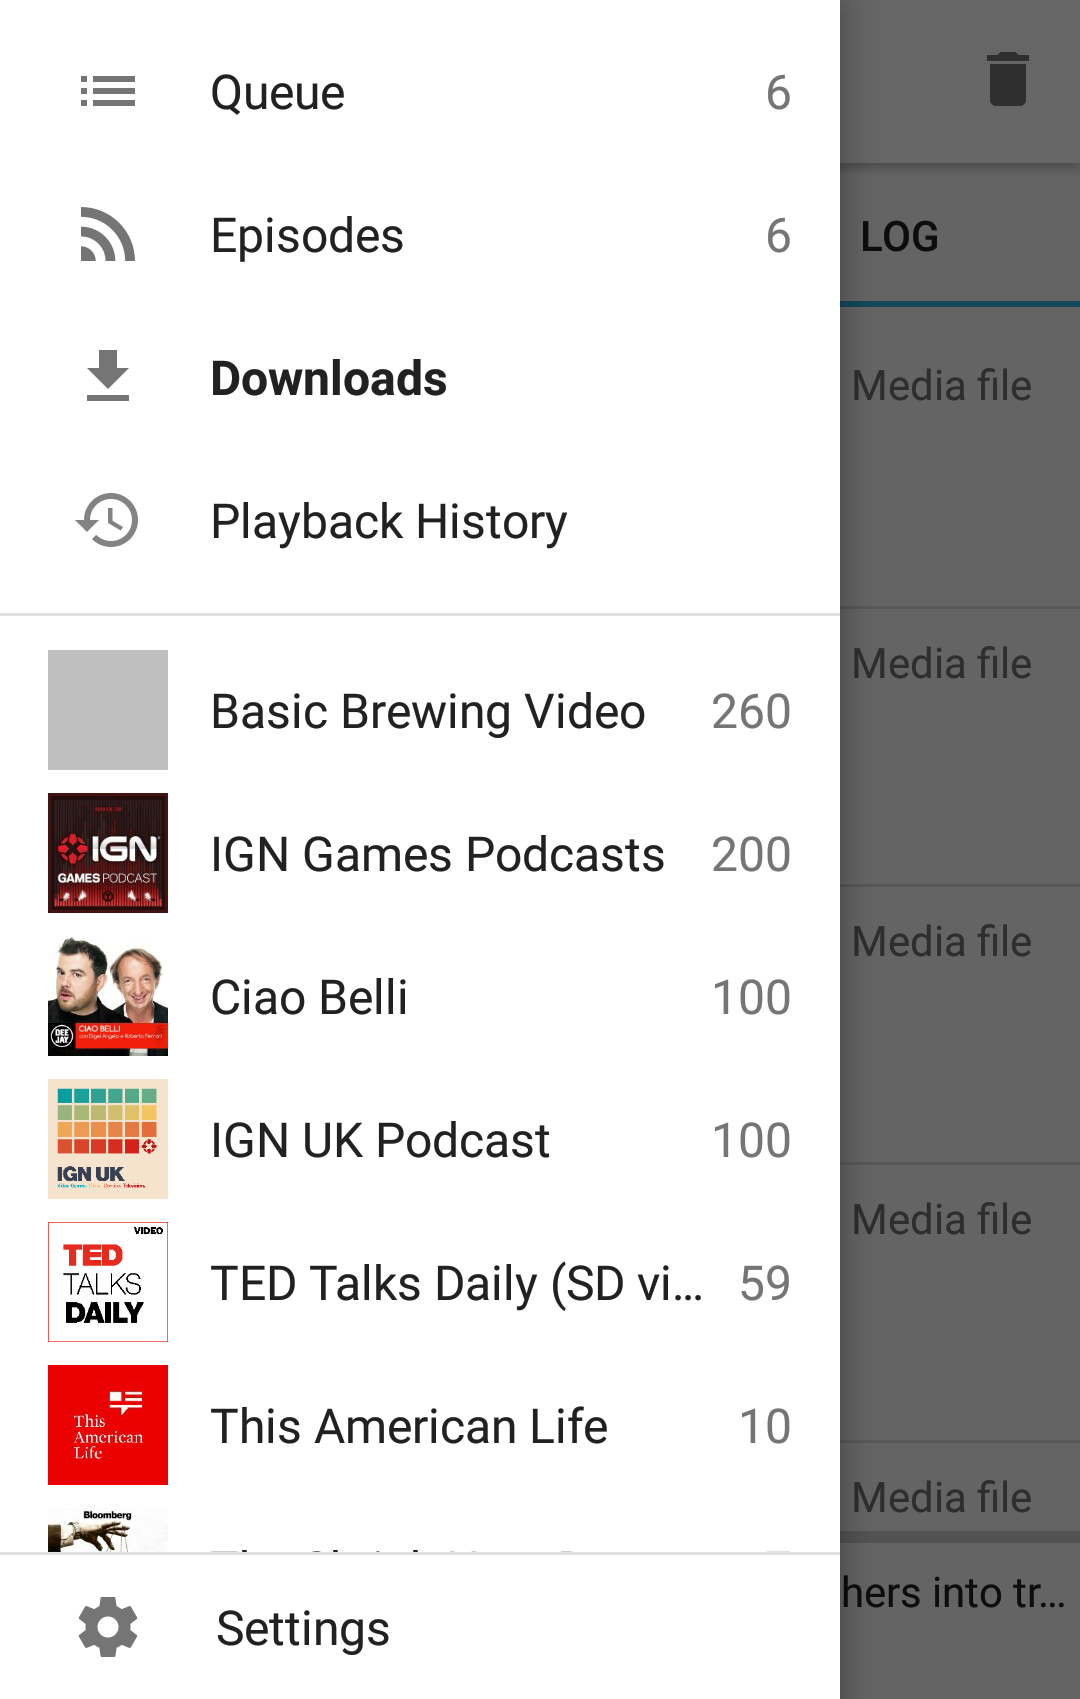 Queue 6
LOG
Episodes 6
Downloads
Media file
Playback History
Media file
Basic Brewing Video 260
IGN
GAMES PODCAST
IGN Games Podcasts 200
Media file
Ciao Belli 100
DEE JAY
CIAO BELLI
IGN UK Podcast 100
IGN UK
Media file
VIDEO
TED
TALKS
DAILY
TED Talks Daily (SD vi... 59
This
American
Life
This American Life 10
Media file
Bloomberg
hers into tr...
Settings